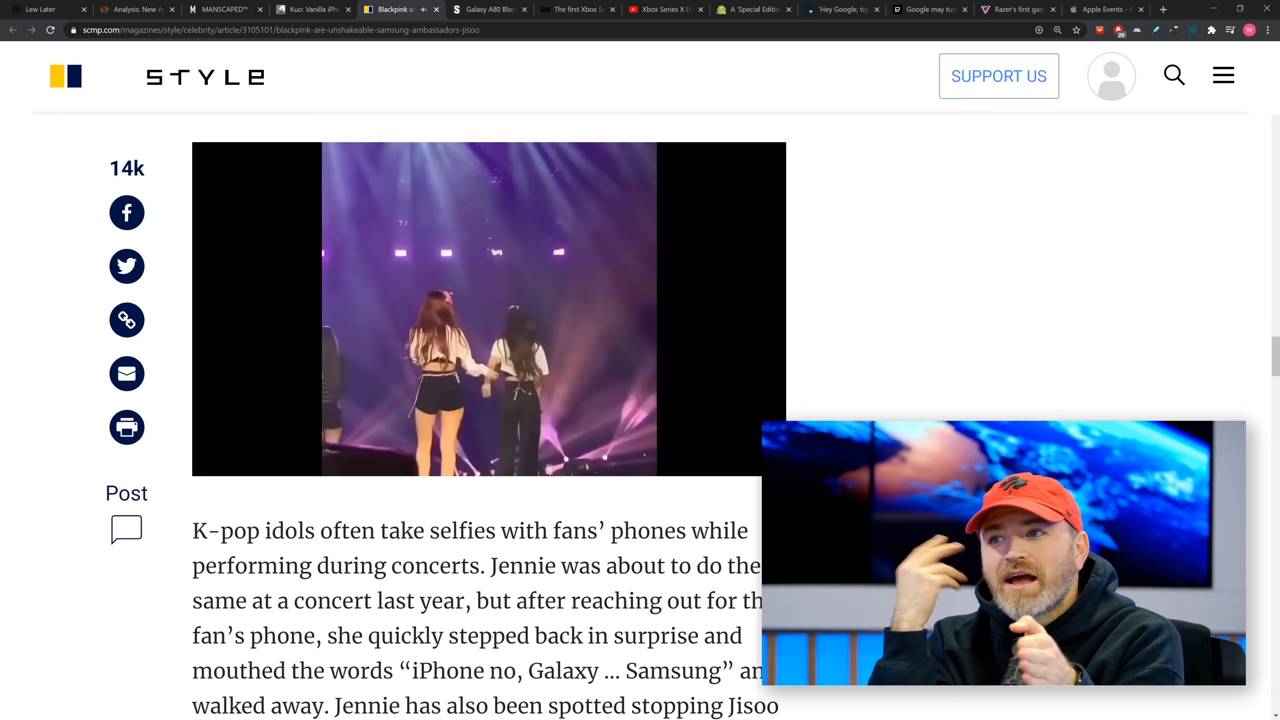 Lew Later
Analysis: New A
MANSCAPED™
Kuo: Vanilla iPh
Blackpink a
Galaxy A80 Bla
The first Xbox S
Xbox Series X U
A 'Special Editio
'Hey Google, tig
Google may tur
Razer's first ga
Apple Events - A
scmp.com/magazines/style/celebrity/article/3105101/blackpink-are-unshakeable-samsung-ambassadors-jisoo
STYLE
SUPPORT US
14k
Post
K-pop idols often take selfies with fans’ phones while
performing during concerts. Jennie was about to do the
same at a concert last year, but after reaching out for th
fan’s phone, she quickly stepped back in surprise and
mouthed the words “iPhone no, Galaxy ... Samsung” an
walked away. Jennie has also been spotted stopping Jisoo